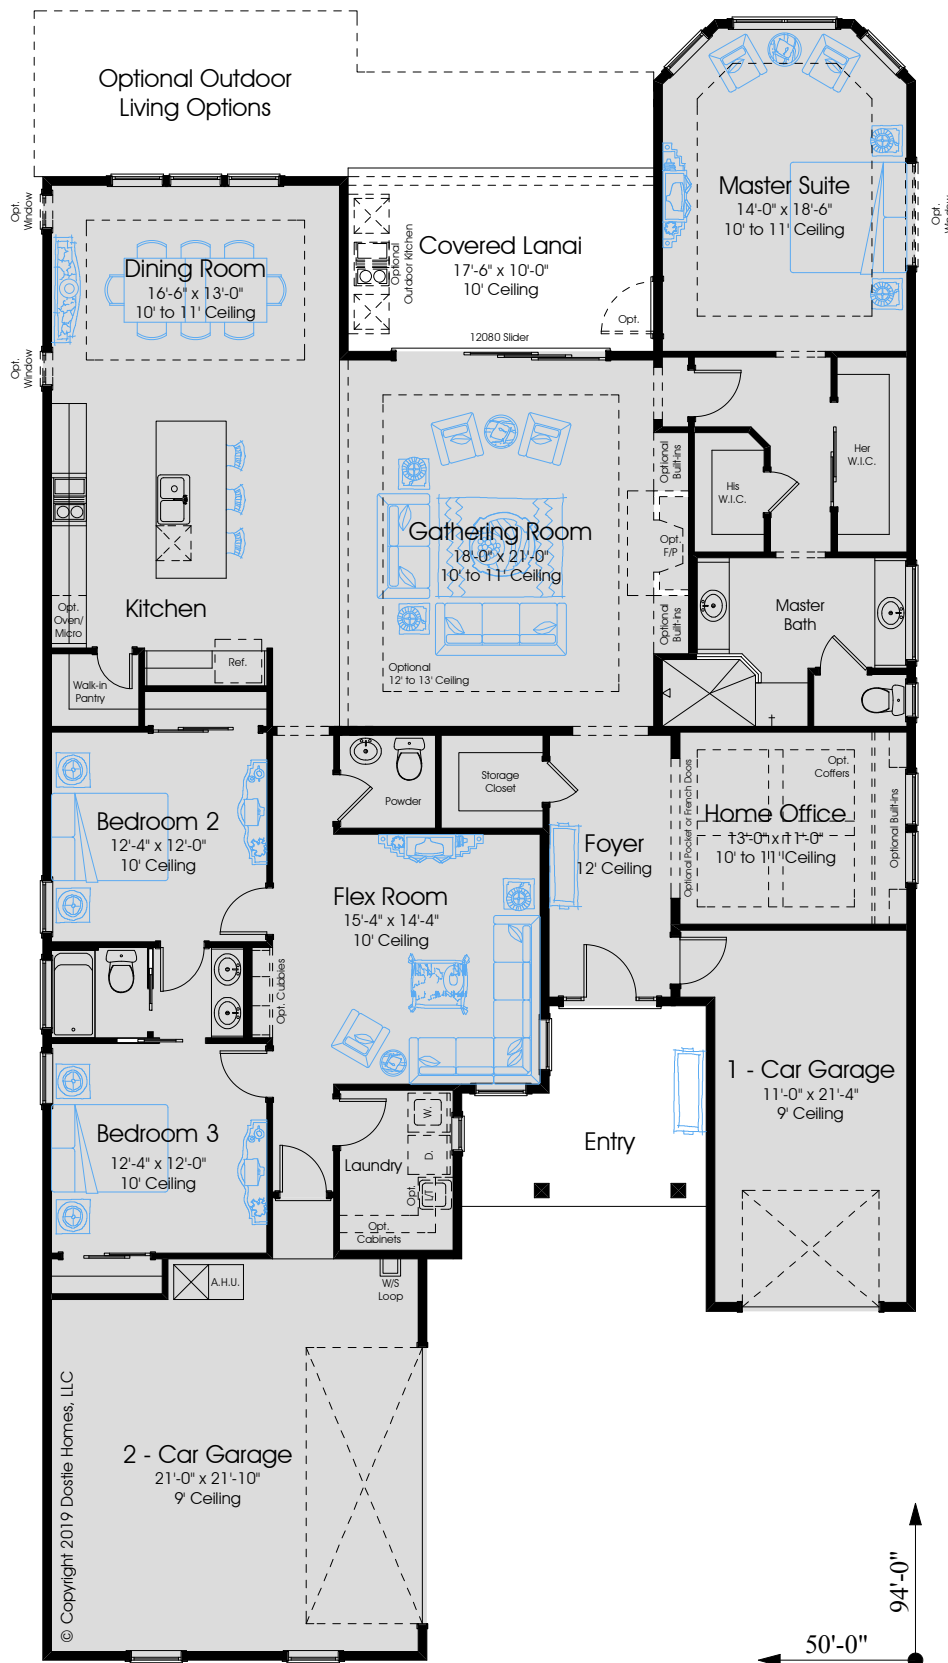 Optional Outdoor
Living Options
Opt.
Window
Dining Room
16'-6" x 13'-0"
10' to 11' Ceiling
Opt.
Window
Optional
Outdoor Kitchen
Covered Lanai
17'-6" x 10'-0"
10' Ceiling
Opt.
12080 Slider
Master Suite
14'-0" x 18'-6"
10' to 11' Ceiling
Opt.
Window
Gathering Room
18'-0" x 21'-0"
10' to 11' Ceiling
Optional
12' to 13' Ceiling
Optional
Built-ins
Opt.
F/P
Optional
Built-ins
His
W.I.C.
Her
W.I.C.
Master
Bath
Kitchen
Opt.
Oven/
Micro
Ref.
Walk-in
Pantry
Powder
Storage
Closet
Bedroom 2
12'-4" x 12'-0"
10' Ceiling
Flex Room
15'-4" x 14'-4"
10' Ceiling
Foyer
12' Ceiling
Optional Pocket or French Doors
Home Office
13'-0" x 11'-0"
10' to 11' Ceiling
Opt.
Coffers
Optional Built-ins
Opt. Cubbies
Bedroom 3
12'-4" x 12'-0"
10' Ceiling
Laundry
W.
D.
Opt.
L/T
Opt.
Cabinets
Entry
1 - Car Garage
11'-0" x 21'-4"
9' Ceiling
A.H.U.
W/S
Loop
2 - Car Garage
21'-0" x 21'-10"
9' Ceiling
© Copyright 2019 Dostie Homes, LLC
94'-0"
50'-0"